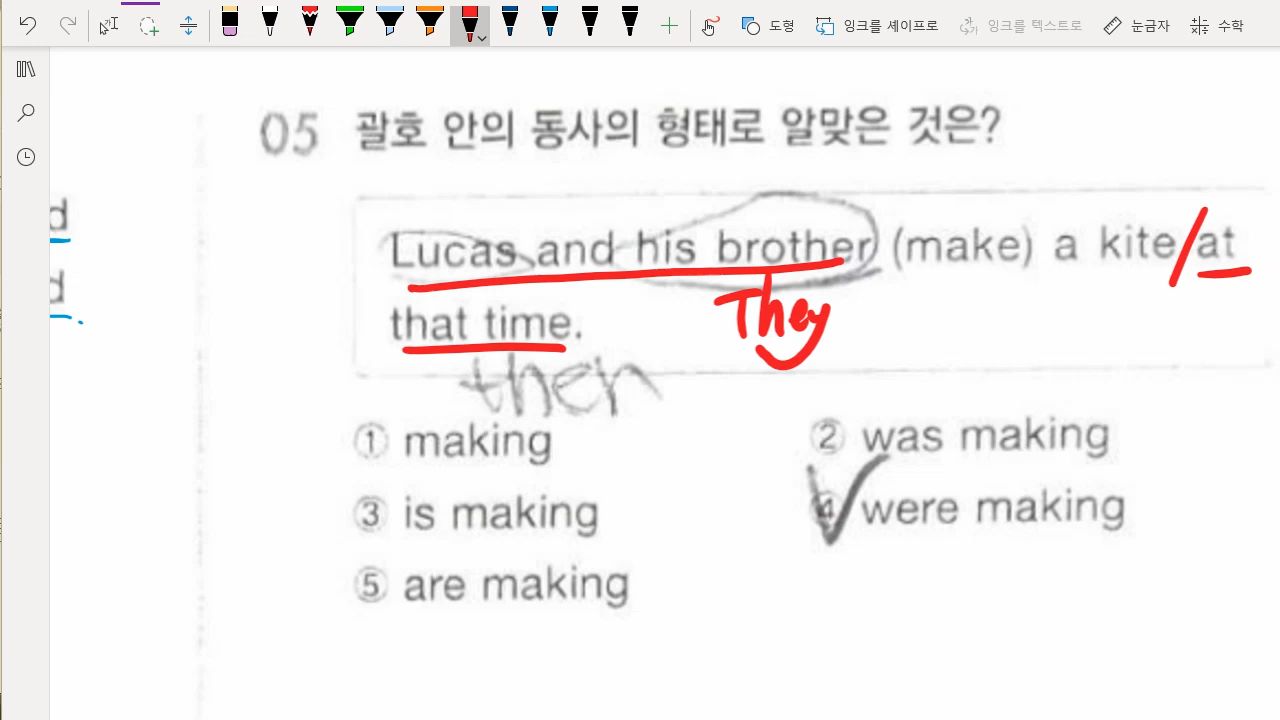 도형 잉크를 셰이프로 잉크를 텍스트로 눈금자 수학
05 괄호 안의 동사의 형태로 알맞은 것은?
d
Lucas and his brother (make) a kite / at
d
that time.
They
then
① making
② was making
③ is making
④ were making
⑤ are making